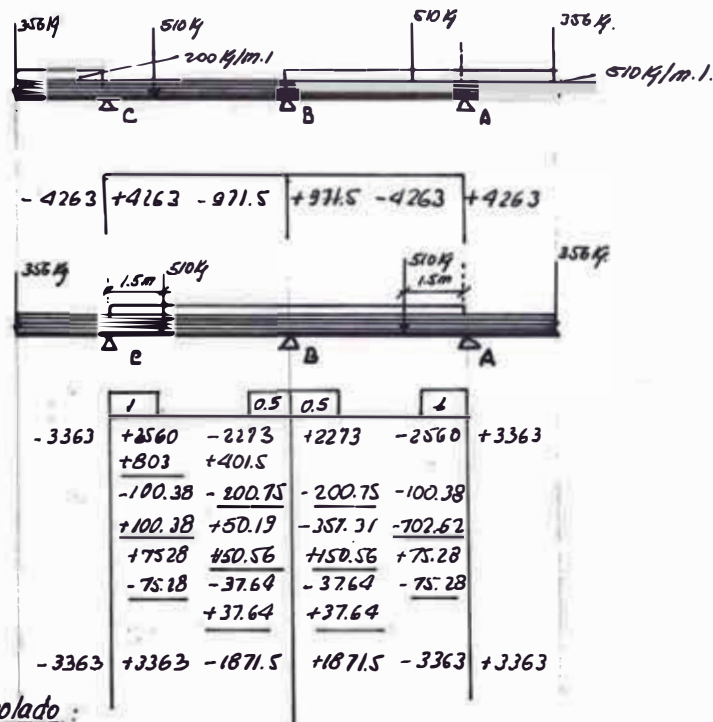 356 Kg 510 Kg 510 Kg 356 Kg.
200 Kg/m.l
510 Kg/m.l.
C B A
- 4263 +4263 - 971.5 +971.5 -4263 +4263
356 Kg 510 Kg 510 Kg 356 Kg.
1.5m 1.5m
C B A
1 0.5 0.5 1
- 3363 +2560 - 2273 +2273 - 2560 + 3363
+803 +401.5
-100.38 - 200.75 - 200.75 -100.38
+100.38 +50.19 -351.31 -702.62
+75.28 +150.56 +150.56 +75.28
- 75.28 -37.64 - 37.64 - 75.28
+37.64 +37.64
- 3363 +3363 -1871.5 +1871.5 - 3363 + 3363
olado :